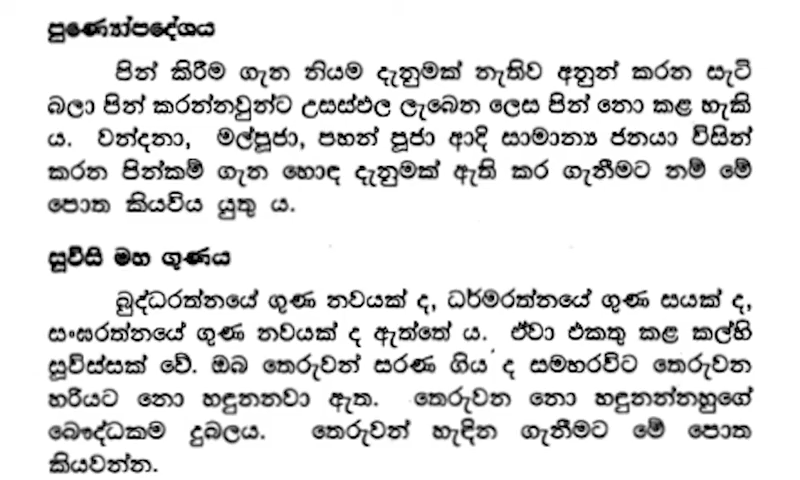 පුණ්‍යෝපදේශය
පින් කිරීම ගැන නියම දැනුමක් නැතිව අනුන් කරන සැටි
බලා පින් කරන්නවුන්ට උසස්ඵල ලැබෙන ලෙස පින් නො කළ හැකි
ය. වන්දනා, මල්පූජා, පහන් පූජා ආදි සාමාන්‍ය ජනයා විසින්
කරන පින්කම් ගැන හොඳ දැනුමක් ඇති කර ගැනීමට නම් මේ
පොත කියවිය යුතු ය.
සූවිසි මහ ගුණය
බුද්ධරත්නයේ ගුණ නවයක් ද, ධර්මරත්නයේ ගුණ සයක් ද,
සංඝරත්නයේ ගුණ නවයක් ද ඇත්තේ ය. ඒවා එකතු කළ කල්හි
සූවිස්සක් වේ. ඔබ තෙරුවන් සරණ ගිය ද සමහරවිට තෙරුවන
හරියට නො හඳුනනවා ඇත. තෙරුවන නො හඳුනන්නහුගේ
බෞද්ධකම දුබලය. තෙරුවන් හැඳින ගැනීමට මේ පොත
කියවන්න.